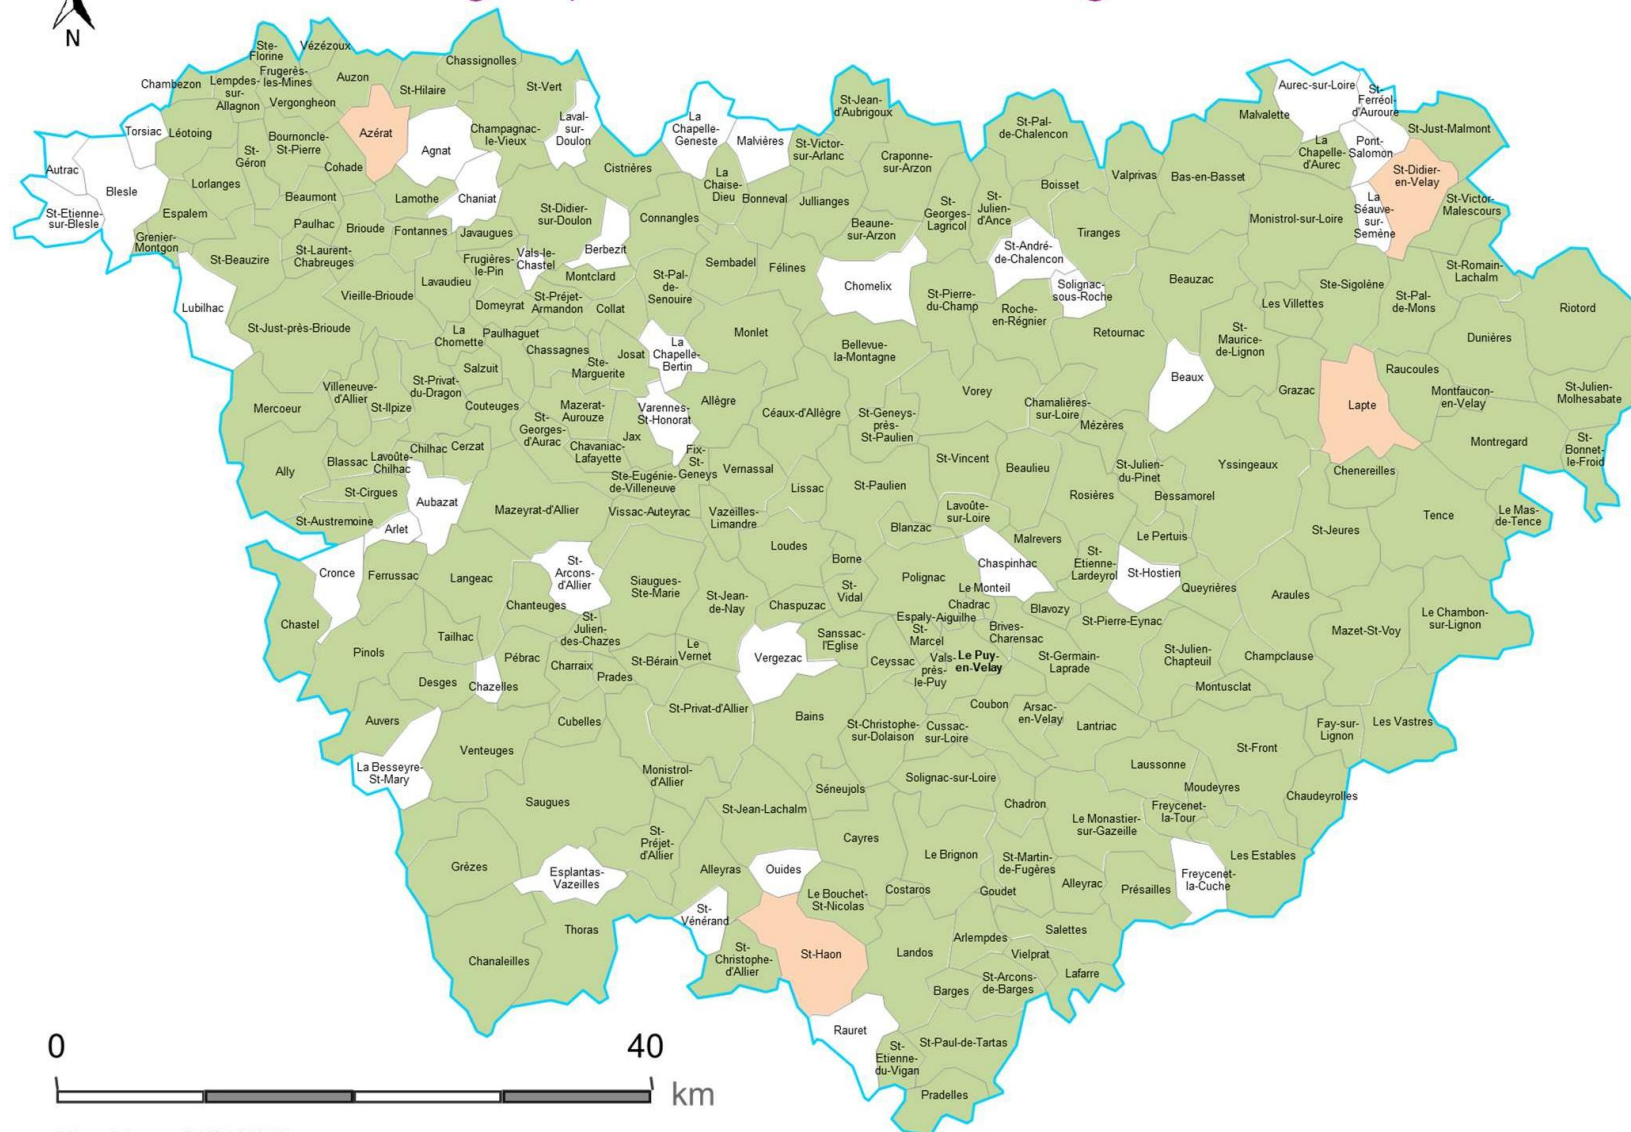 N
Ste-
Florine
Vézézoux
Chassignolles
Frugerès-
les-Mines
Auzon
Chambezon
Lempdes-
sur-
Allagnon
St-Hilaire
St-Vert
Vergongheon
Torsiac
Léotoing
Azérat
Agnat
Champagnac-
le-Vieux
Laval-
sur-
Doulon
La
Chapelle-
Geneste
Malvières
St-Jean-
d'Aubrigoux
St-Victor-
sur-Arlanc
Craponne-
sur-Arzon
St-Pal-
de-Chalencon
Aurec-sur-Loire
St-
Ferréol-
d'Auroure
Malvalette
La
Chapelle-
d'Aurec
Pont-
Salomon
St-Just-Malmont
St-Didier-
en-Velay
Bournoncle-
St-Pierre
St-
Géron
Cohade
Autrac
Blesle
Lorlanges
Beaumont
Lamothe
Chaniat
Cistrières
La
Chaise-
Dieu
Bonneval
Jullianges
Boisset
Valprivas
Bas-en-Basset
St-Etienne-
sur-Blesle
Espalem
Paulhac
Brioude
Fontannes
Javaugues
St-Didier-
sur-Doulon
Connangles
Beaune-
sur-Arzon
St-
Georges-
Lagricol
St-
Julien-
d'Ance
Tiranges
Monistrol-sur-Loire
La
Séauve-
sur-
Semène
St-Victor-
Malescours
Grenier-
Montgon
St-Beauzire
St-Laurent-
Chabreuges
Frugières-
le-Pin
Vals-le-
Chastel
Berbezit
St-André-
de-Chalencon
Lavaudieu
Montclard
St-Pal-
de-
Senouire
Sembadel
Félines
Chomelix
Solignac-
sous-Roche
Beauzac
Ste-Sigolène
St-Romain-
Lachalm
Lubilhac
Vieille-Brioude
Domeyrat
St-Préjet-
Armandon
Collat
St-Pierre-
du-Champ
Roche-
en-Régnier
Les Villettes
St-Pal-
de-Mons
Riotord
St-Just-près-Brioude
La
Chomette
Paulhaguet
Monlet
Retournac
St-
Maurice-
de-Lignon
Dunières
Chassagnes
Josat
La
Chapelle-
Bertin
Bellevue-
la-Montagne
Salzuit
Ste-
Marguerite
Beaux
Raucoules
Villeneuve-
d'Allier
St-Privat-
du-Dragon
Vorey
Grazac
Lapte
Montfaucon-
en-Velay
St-Julien-
Molhesabate
Mercoeur
St-Ilpize
Couteuges
Mazerat-
Aurouze
Varennes-
St-Honorat
Allègre
Céaux-d'Allègre
St-Geneys-
près-
St-Paulien
Chamalières-
sur-Loire
Mézères
St-
Georges-
d'Aurac
Jax
Chilhac
Cerzat
Chavaniac-
Lafayette
Fix-
St-
Geneys
Montregard
St-
Bonnet-
le-Froid
Ally
Blassac
Lavoûte-
Chilhac
Ste-Eugénie-
de-Villeneuve
Vernassal
St-Vincent
Beaulieu
St-Julien-
du-Pinet
Yssingeaux
Chenereilles
St-Cirgues
Aubazat
Lissac
St-Paulien
Rosières
Bessamorel
St-Austremoine
Arlet
Mazeyrat-d'Allier
Vissac-Auteyrac
Vazeilles-
Limandre
Blanzac
Lavoûte-
sur-Loire
Malrevers
Le Pertuis
St-Jeures
Tence
Le Mas-
de-Tence
Loudes
Borne
Cronce
Ferrussac
Langeac
St-
Arcons-
d'Allier
Siaugues-
Ste-Marie
St-Jean-
de-Nay
Chaspuzac
St-
Vidal
Polignac
Chaspinhac
Le Monteil
St-
Etienne-
Lardeyrol
St-Hostien
Queyrières
Araules
Chanteuges
Chadrac
Blavozy
Chastel
Tailhac
St-
Julien-
des-Chazes
Sanssac-
l'Eglise
Espaly-
St-
Marcel
Aiguilhe
Brives-
Charensac
St-Pierre-Eynac
Mazet-St-Voy
Le Chambon-
sur-Lignon
Pinols
Pébrac
Charraix
St-Bérain
Le
Vernet
Vergezac
Ceyssac
Vals-
près-
le-Puy
Le Puy-
en-Velay
St-Germain-
Laprade
St-Julien-
Chapteuil
Champclause
Desges
Chazelles
Prades
Montusclat
Auvers
Cubelles
St-Privat-d'Allier
Bains
St-Christophe-
sur-Dolaison
Cussac-
sur-Loire
Coubon
Arsac-
en-Velay
Lantriac
Fay-sur-
Lignon
Les Vastres
Venteuges
St-Front
La Besseyre-
St-Mary
Monistrol-
d'Allier
Laussonne
Saugues
Séneujols
Solignac-sur-Loire
Moudeyres
Chaudeyrolles
St-Jean-Lachalm
Chadron
Freycenet-
la-Tour
St-
Préjet-
d'Allier
Cayres
Le Monastier-
sur-Gazeille
Grèzes
Esplantas-
Vazeilles
Alleyras
Ouides
Le Brignon
St-Martin-
de-Fugères
Les Estables
Le Bouchet-
St-Nicolas
Costaros
Goudet
Alleyrac
Présailles
Freycenet-
la-Cuche
St-
Vénérand
Thoras
Chanaleilles
St-
Christophe-
d'Allier
St-Haon
Landos
Arlempdes
Salettes
Vielprat
Barges
St-Arcons-
de-Barges
Lafarre
Rauret
St-
Etienne-
du-Vigan
St-Paul-de-Tartas
Pradelles
0
40
km